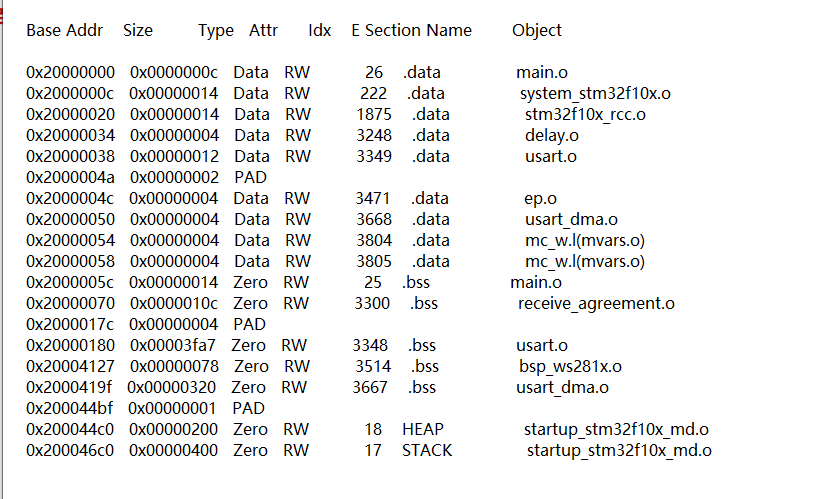 Base Addr Size Type Attr Idx E Section Name Object
0x20000000 0x0000000c Data RW 26 .data main.o
0x2000000c 0x00000014 Data RW 222 .data system_stm32f10x.o
0x20000020 0x00000014 Data RW 1875 .data stm32f10x_rcc.o
0x20000034 0x00000004 Data RW 3248 .data delay.o
0x20000038 0x00000012 Data RW 3349 .data usart.o
0x2000004a 0x00000002 PAD
0x2000004c 0x00000004 Data RW 3471 .data ep.o
0x20000050 0x00000004 Data RW 3668 .data usart_dma.o
0x20000054 0x00000004 Data RW 3804 .data mc_w.l(mvars.o)
0x20000058 0x00000004 Data RW 3805 .data mc_w.l(mvars.o)
0x2000005c 0x00000014 Zero RW 25 .bss main.o
0x20000070 0x0000010c Zero RW 3300 .bss receive_agreement.o
0x2000017c 0x00000004 PAD
0x20000180 0x00003fa7 Zero RW 3348 .bss usart.o
0x20004127 0x00000078 Zero RW 3514 .bss bsp_ws281x.o
0x2000419f 0x00000320 Zero RW 3667 .bss usart_dma.o
0x200044bf 0x00000001 PAD
0x200044c0 0x00000200 Zero RW 18 HEAP startup_stm32f10x_md.o
0x200046c0 0x00000400 Zero RW 17 STACK startup_stm32f10x_md.o